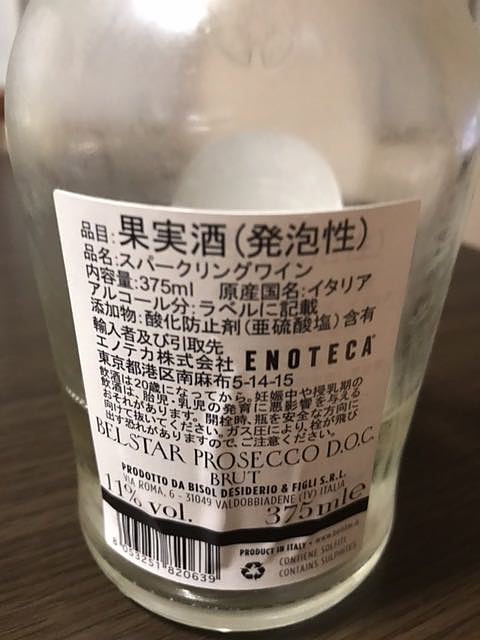 品目:果実酒(発泡性)
品名:スパークリングワイン
内容量:375ml 原産国名:イタリア
アルコール分:ラベルに記載
添加物:酸化防止剤(亜硫酸塩)含有
輸入者及び引取先
エノテカ株式会社 ENOTECA
東京都港区南麻布5-14-15
飲酒は20歳になってから。妊娠中や授乳期の
飲酒は、胎児・乳児の発育に悪影響を与える
おそれがあります。開栓時、瓶を安全な方向に
向けて抜いてください。ガス圧により、栓が飛び
出す恐れがありますので、ご注意ください。
BELSTAR PROSECCO D.O.C.
BRUT
PRODOTTO DA BISOL DESIDERIO & FIGLI S.R.L.
VIA ROMA, 6 - 31049 VALDOBBIADENE (TV) ITALIA
11% vol. 375 ml e
PRODUCT IN ITALY •
CONTIENE SOLFITI
CONTAINS SULPHITES
8 053251 820639